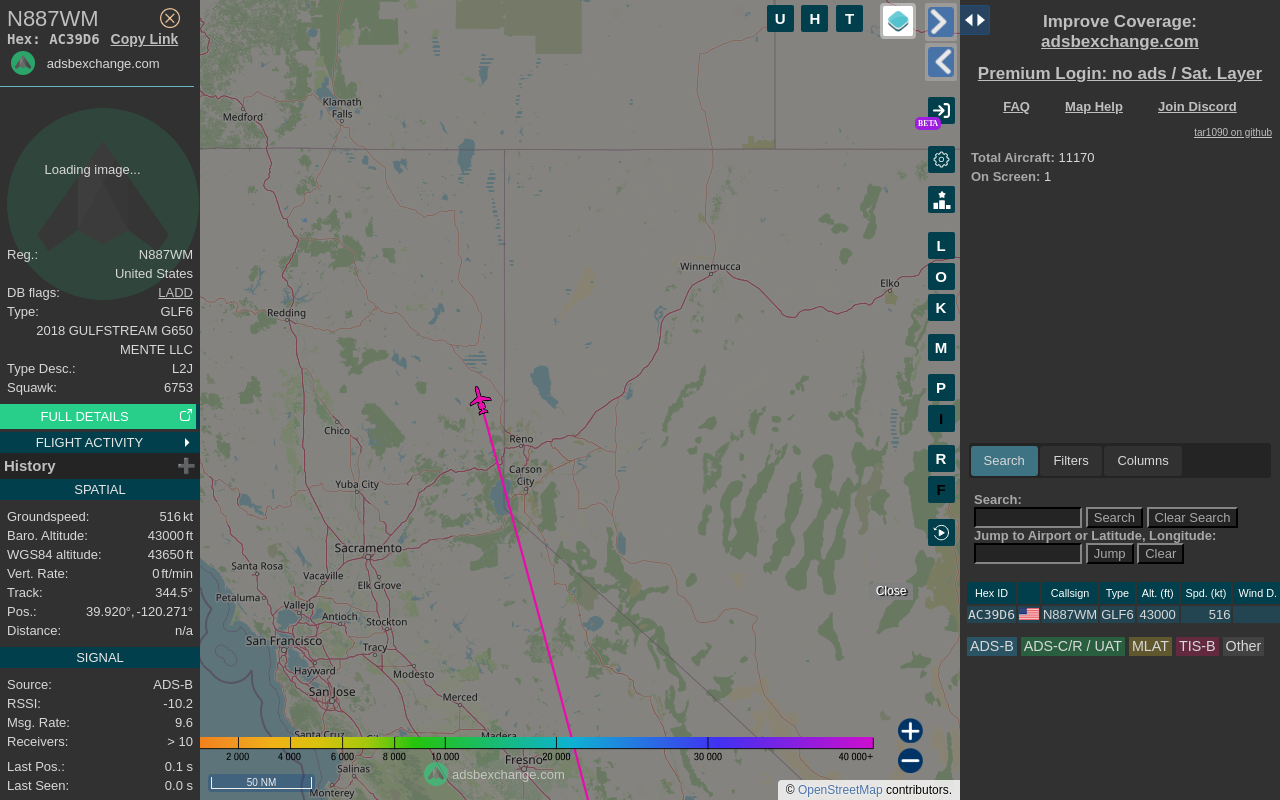 N887WM
Hex: AC39D6 Copy Link
adsbexchange.com
Loading image...
Reg.: N887WM
United States
DB flags: LADD
Type: GLF6
2018 GULFSTREAM G650
MENTE LLC
Type Desc.: L2J
Squawk: 6753
FULL DETAILS
FLIGHT ACTIVITY
History
SPATIAL
Groundspeed: 516 kt
Baro. Altitude: 43000 ft
WGS84 altitude: 43650 ft
Vert. Rate: 0 ft/min
Track: 344.5°
Pos.: 39.920°, -120.271°
Distance: n/a
SIGNAL
Source: ADS-B
RSSI: -10.2
Msg. Rate: 9.6
Receivers: > 10
Last Pos.: 0.1 s
Last Seen: 0.0 s
U H T
BETA
L
O
K
M
P
I
R
F
Klamath
Falls
Medford
Winnemucca
Elko
Redding
Chico
Reno
Carson
City
Yuba City
Sacramento
Santa Rosa
Vacaville
Elk Grove
Petaluma
Vallejo
Antioch
Stockton
San Francisco
Tracy
Hayward
Modesto
San Jose
Merced
Santa Cruz
Madera
Fresno
Salinas
Monterey
Close
2 000 4 000 6 000 8 000 10 000 20 000 30 000 40 000+
50 NM
adsbexchange.com
© OpenStreetMap contributors.
Improve Coverage:
adsbexchange.com
Premium Login: no ads / Sat. Layer
FAQ Map Help Join Discord
tar1090 on github
Total Aircraft: 11170
On Screen: 1
Search Filters Columns
Search:
Search Clear Search
Jump to Airport or Latitude, Longitude:
Jump Clear
Hex ID Callsign Type Alt. (ft) Spd. (kt) Wind D.
AC39D6 N887WM GLF6 43000 516
ADS-B ADS-C/R / UAT MLAT TIS-B Other